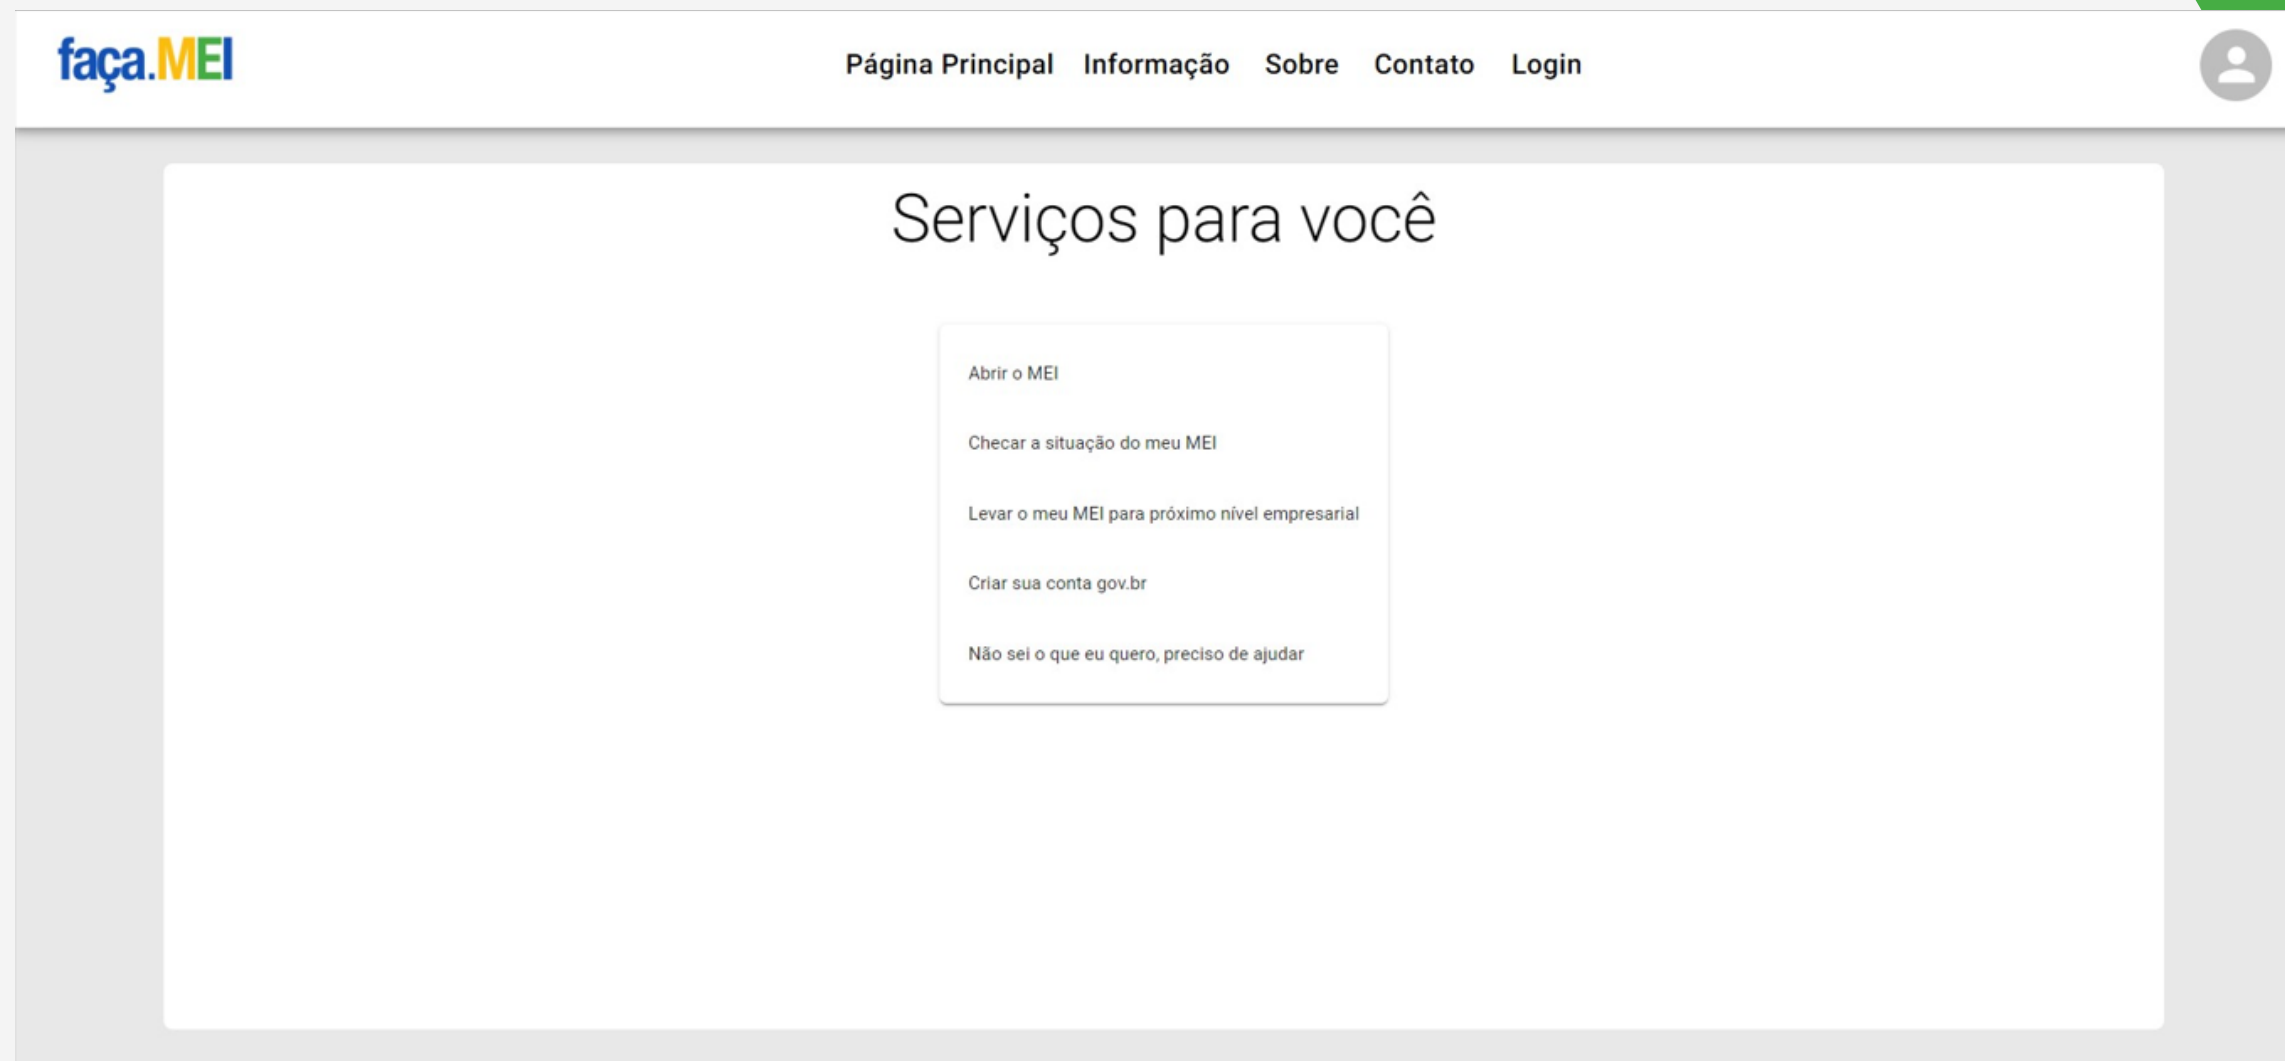 faça.MEI
Página Principal Informação Sobre Contato Login
Serviços para você
Abrir o MEI
Checar a situação do meu MEI
Levar o meu MEI para próximo nível empresarial
Criar sua conta gov.br
Não sei o que eu quero, preciso de ajudar